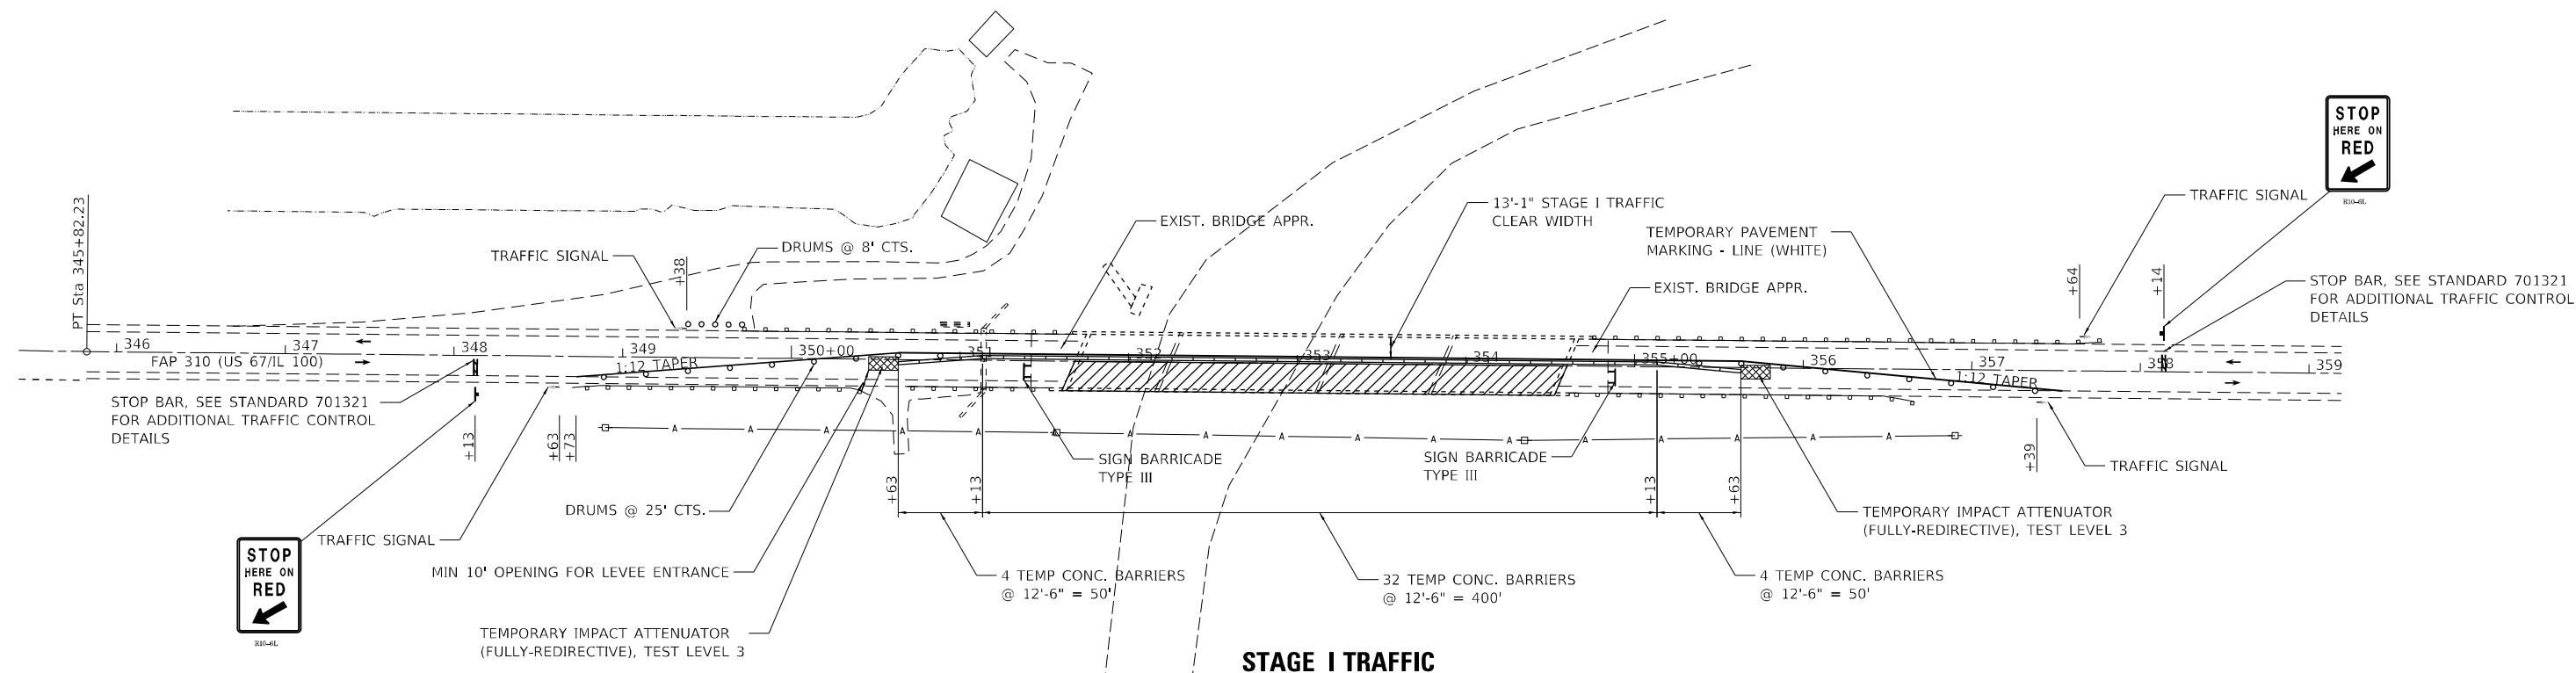 STOP
HERE ON
RED
R10-6L
TRAFFIC SIGNAL
13'-1" STAGE I TRAFFIC
CLEAR WIDTH
EXIST. BRIDGE APPR.
TEMPORARY PAVEMENT
MARKING - LINE (WHITE)
DRUMS @ 8' CTS.
TRAFFIC SIGNAL
PT Sta 345+82.23
+38
+64
+14
STOP BAR, SEE STANDARD 701321
FOR ADDITIONAL TRAFFIC CONTROL
DETAILS
EXIST. BRIDGE APPR.
346
347
348
349
350+00
351
352
353
354
355+00
356
357
358
359
FAP 310 (US 67/IL 100)
1:12 TAPER
1:12 TAPER
STOP BAR, SEE STANDARD 701321
FOR ADDITIONAL TRAFFIC CONTROL
DETAILS
+13
+63
+73
A A A A A A A A A A A A A A A A A
SIGN BARRICADE
TYPE III
SIGN BARRICADE
TYPE III
+39
TRAFFIC SIGNAL
+63
+13
+13
+63
DRUMS @ 25' CTS.
TEMPORARY IMPACT ATTENUATOR
(FULLY-REDIRECTIVE), TEST LEVEL 3
TRAFFIC SIGNAL
STOP
HERE ON
RED
R10-6L
MIN 10' OPENING FOR LEVEE ENTRANCE
4 TEMP CONC. BARRIERS
@ 12'-6" = 50'
32 TEMP CONC. BARRIERS
@ 12'-6" = 400'
4 TEMP CONC. BARRIERS
@ 12'-6" = 50'
TEMPORARY IMPACT ATTENUATOR
(FULLY-REDIRECTIVE), TEST LEVEL 3
STAGE I TRAFFIC